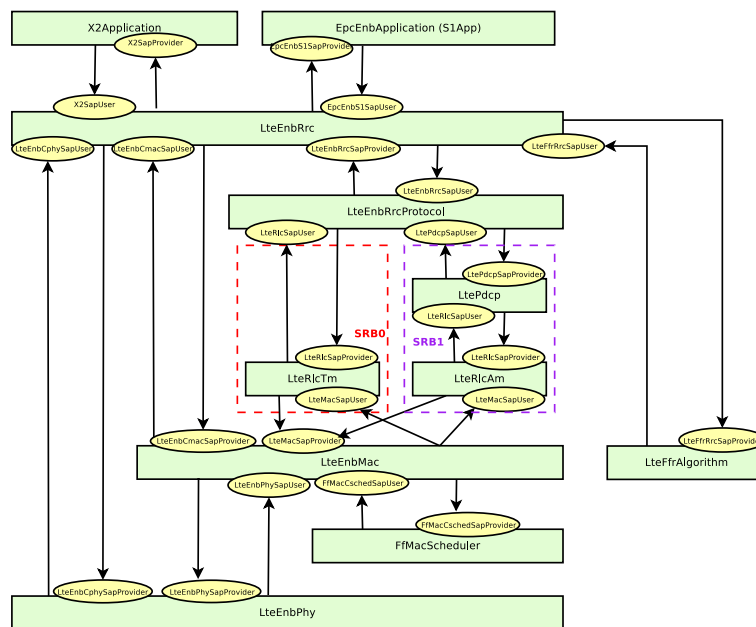 X2Application
EpcEnbApplication (S1App)
X2SapProvider
EpcEnbS1SapProvider
X2SapUser
EpcEnbS1SapUser
LteEnbRrc
LteEnbCphySapUser
LteEnbCmacSapUser
LteEnbRrcSapProvider
LteFfrRrcSapUser
LteEnbRrcSapUser
LteEnbRrcProtocol
LteRlcSapUser
LtePdcpSapUser
LtePdcpSapProvider
LtePdcp
LteRlcSapUser
SRB0
SRB1
LteRlcSapProvider
LteRlcSapProvider
LteRlcTm
LteRlcAm
LteMacSapUser
LteMacSapUser
LteEnbCmacSapProvider
LteMacSapProvider
LteFfrRrcSapProvider
LteEnbMac
LteFfrAlgorithm
LteEnbPhySapUser
FfMacCschedSapUser
FfMacCschedSapProvider
FfMacScheduler
LteEnbCphySapProvider
LteEnbPhySapProvider
LteEnbPhy